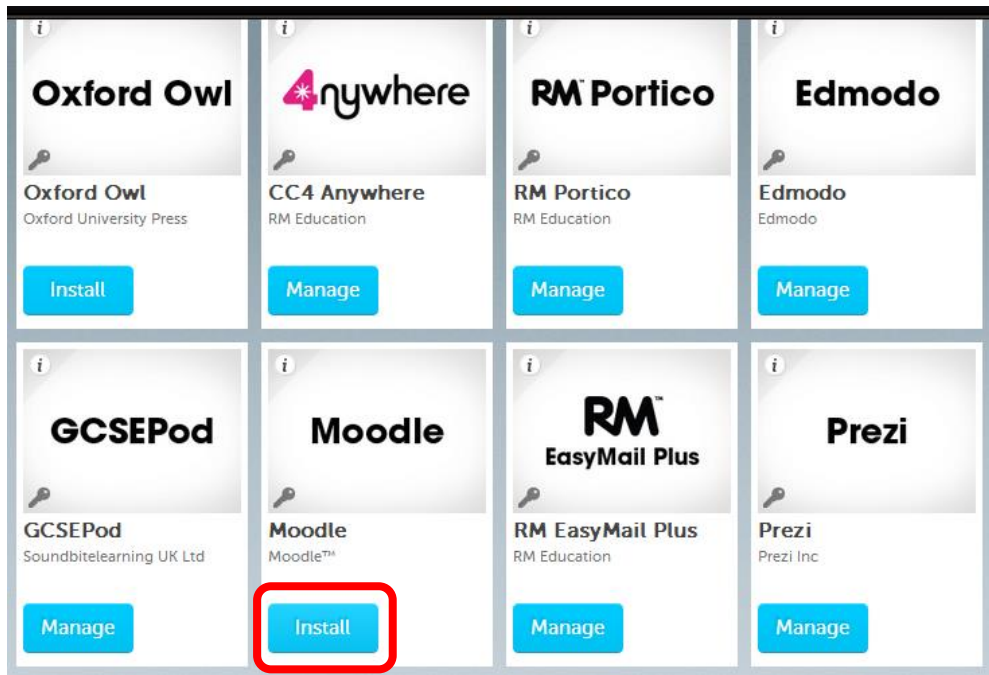 i i i i
Oxford Owl 4nywhere RM™ Portico Edmodo
Oxford Owl CC4 Anywhere RM Portico Edmodo
Oxford University Press RM Education RM Education Edmodo
Install Manage Manage Manage
i i i i
GCSEPod Moodle RM™ Prezi
EasyMail Plus
GCSEPod Moodle RM EasyMail Plus Prezi
Soundbitelearning UK Ltd Moodle™ RM Education Prezi Inc
Manage Install Manage Manage